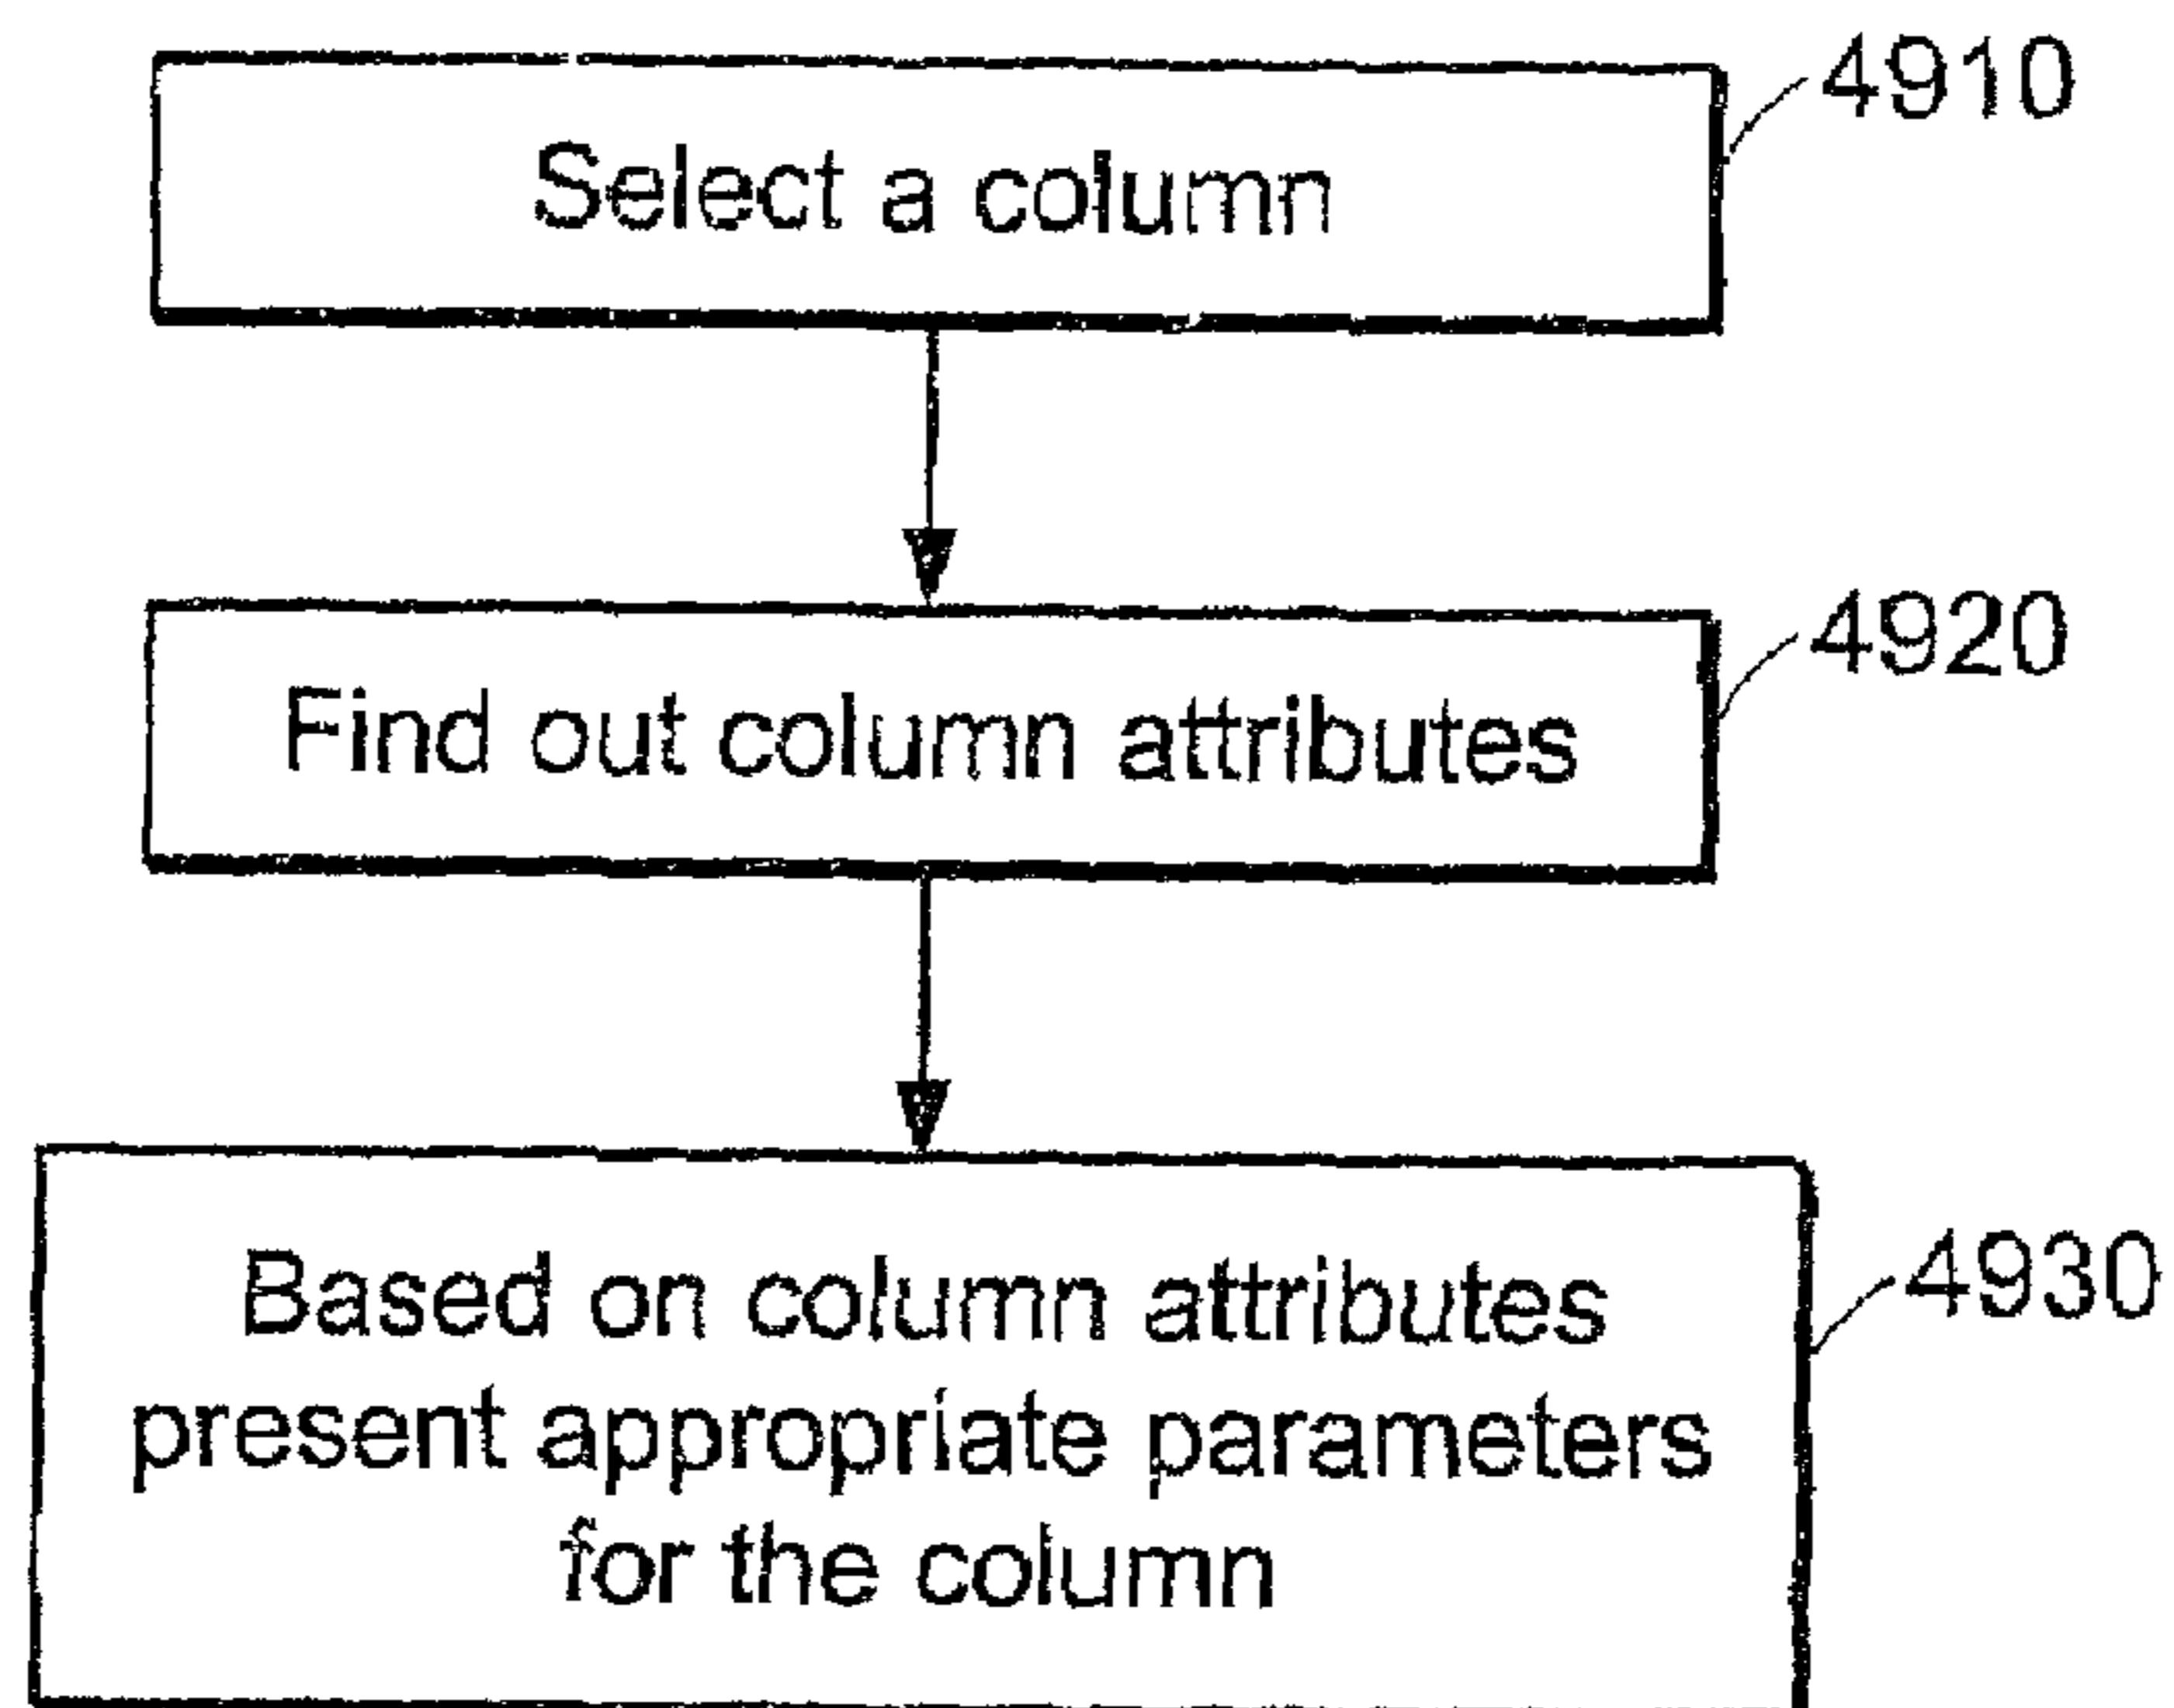 4910
Select a column
4920
Find out column attributes
4930
Based on column attributes
present appropriate parameters
for the column